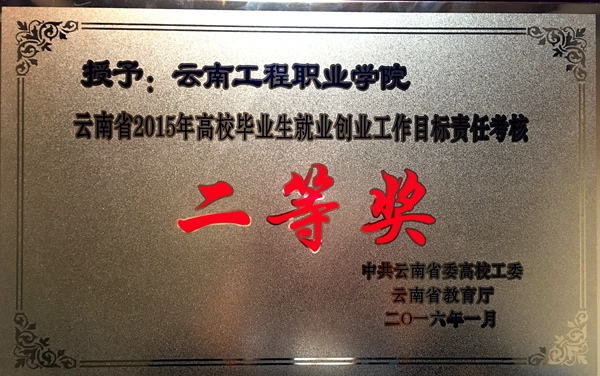 授予：云南工程职业学院
云南省2015年高校毕业生就业创业工作目标责任考核
二等奖
中共云南省委高校工委
云南省教育厅
二〇一六年一月